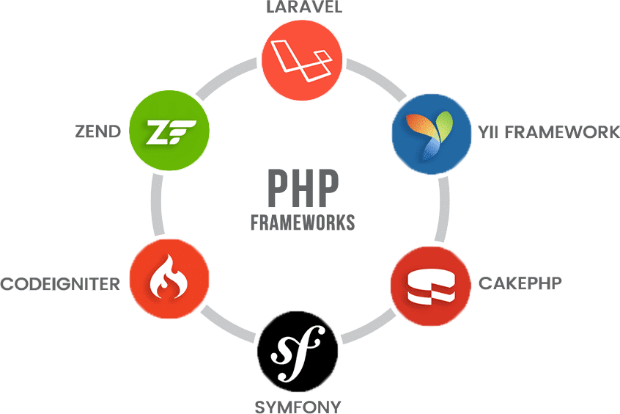 LARAVEL
ZEND
YII FRAMEWORK
PHP
FRAMEWORKS
CODEIGNITER
CAKEPHP
SYMFONY